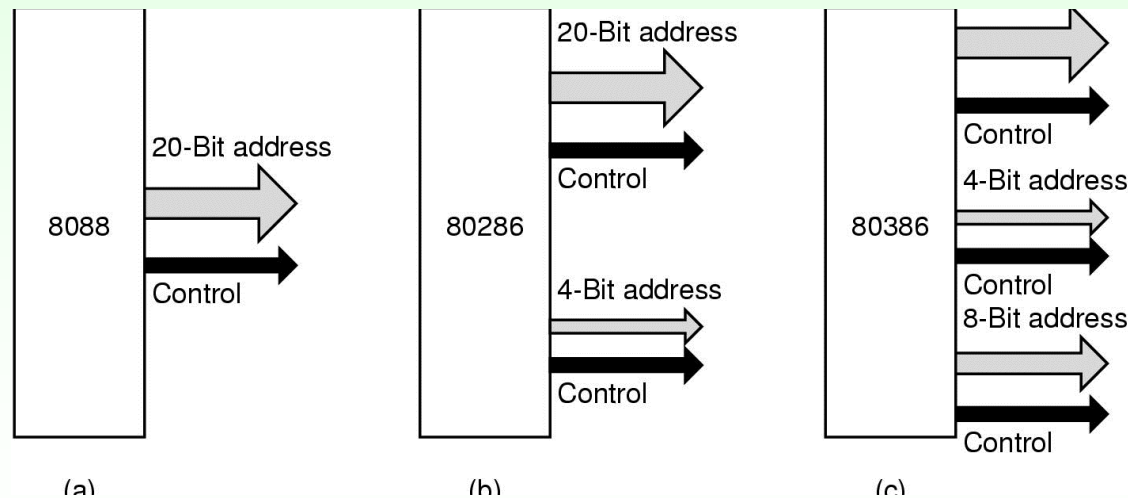 20-Bit address
Control
8088
20-Bit address
Control
80286
4-Bit address
Control
Control
4-Bit address
80386
Control
8-Bit address
Control
(a)
(b)
(c)